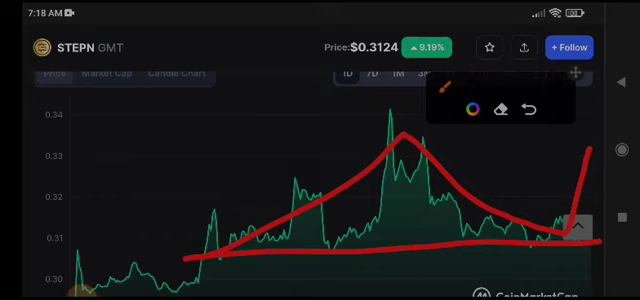 7:18 AM
STEPN GMT
Price:$0.3124 9.19%
+ Follow
Price Market Cap Candle Chart
1D 7D 1M 3M
0.34
0.33
0.32
0.31
0.30
CoinMarketCap